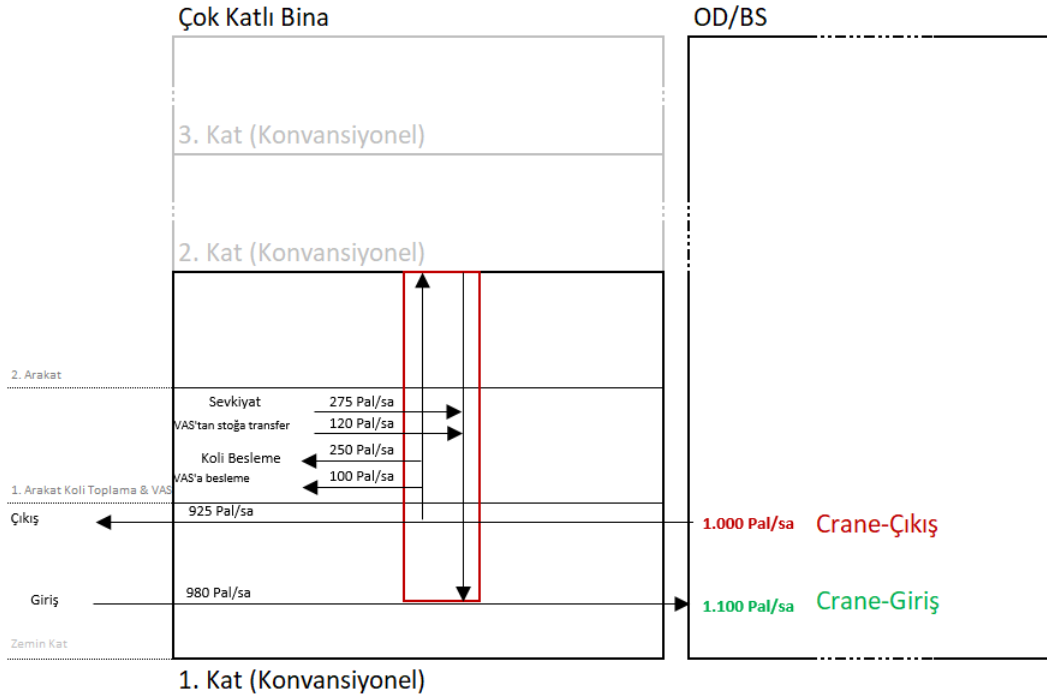 Çok Katlı Bina
OD/BS
3. Kat (Konvansiyonel)
2. Kat (Konvansiyonel)
2. Arakat
Sevkiyat 275 Pal/sa
VAS'tan stoğa transfer 120 Pal/sa
Koli Besleme 250 Pal/sa
VAS'a besleme 100 Pal/sa
1. Arakat Koli Toplama & VAS
Çıkış 925 Pal/sa 1.000 Pal/sa Crane-Çıkış
Giriş 980 Pal/sa 1.100 Pal/sa Crane-Giriş
Zemin Kat
1. Kat (Konvansiyonel)